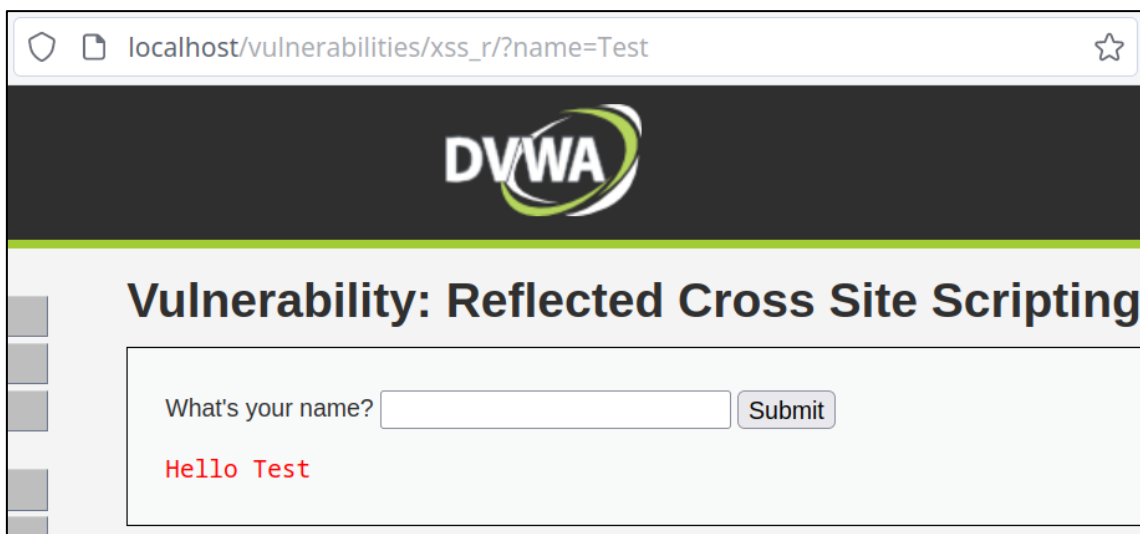 localhost/vulnerabilities/xss_r/?name=Test
DVWA
Vulnerability: Reflected Cross Site Scripting
What's your name? Submit
Hello Test